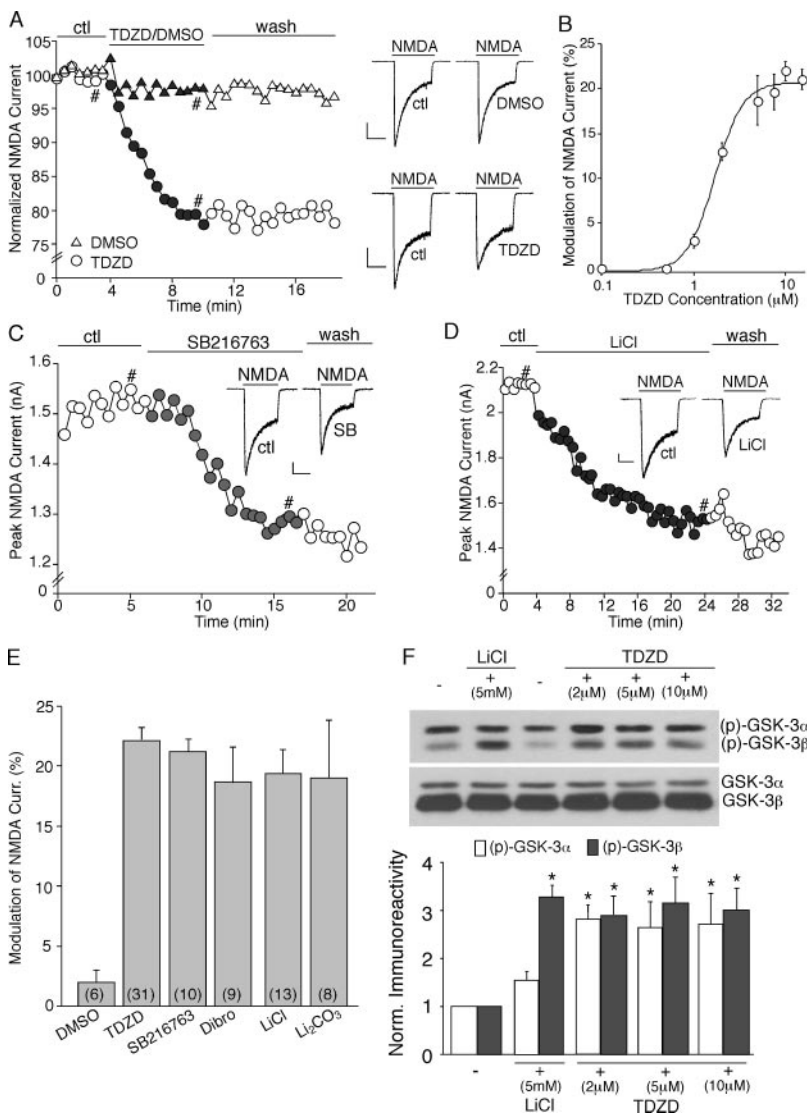 A
ctl
TDZD/DMSO
wash
Normalized NMDA Current
105
100
95
90
85
80
75
0
#
#
#
△ DMSO
○ TDZD
0
4
8
12
16
Time (min)
NMDA
ctl
NMDA
DMSO
NMDA
ctl
NMDA
TDZD
B
Modulation of NMDA Current (%)
25
20
15
10
5
0
0.1
1
10
TDZD Concentration (μM)
C
ctl
SB216763
wash
Peak NMDA Current (nA)
1.6
1.5
1.4
1.3
1.2
0
#
#
NMDA
ctl
NMDA
SB
0
5
10
15
20
Time (min)
D
ctl
LiCl
wash
Peak NMDA Current (nA)
2.2
2.0
1.8
1.6
1.4
0
#
#
NMDA
ctl
NMDA
LiCl
0
4
8
12
16
20
24
28
32
Time (min)
E
Modulation of NMDA Curr. (%)
25
20
15
10
5
0
(6)
(31)
(10)
(9)
(13)
(8)
DMSO
TDZD
SB216763
Dibro
LiCl
Li₂CO₃
F
LiCl
TDZD
- + - + + +
(5mM) (2μM) (5μM) (10μM)
(p)-GSK-3α
(p)-GSK-3β
GSK-3α
GSK-3β
(p)-GSK-3α (p)-GSK-3β
Norm. Immunoreactivity
4
3
2
1
0
* * * * * * *
- + + + +
(5mM) (2μM) (5μM) (10μM)
LiCl TDZD